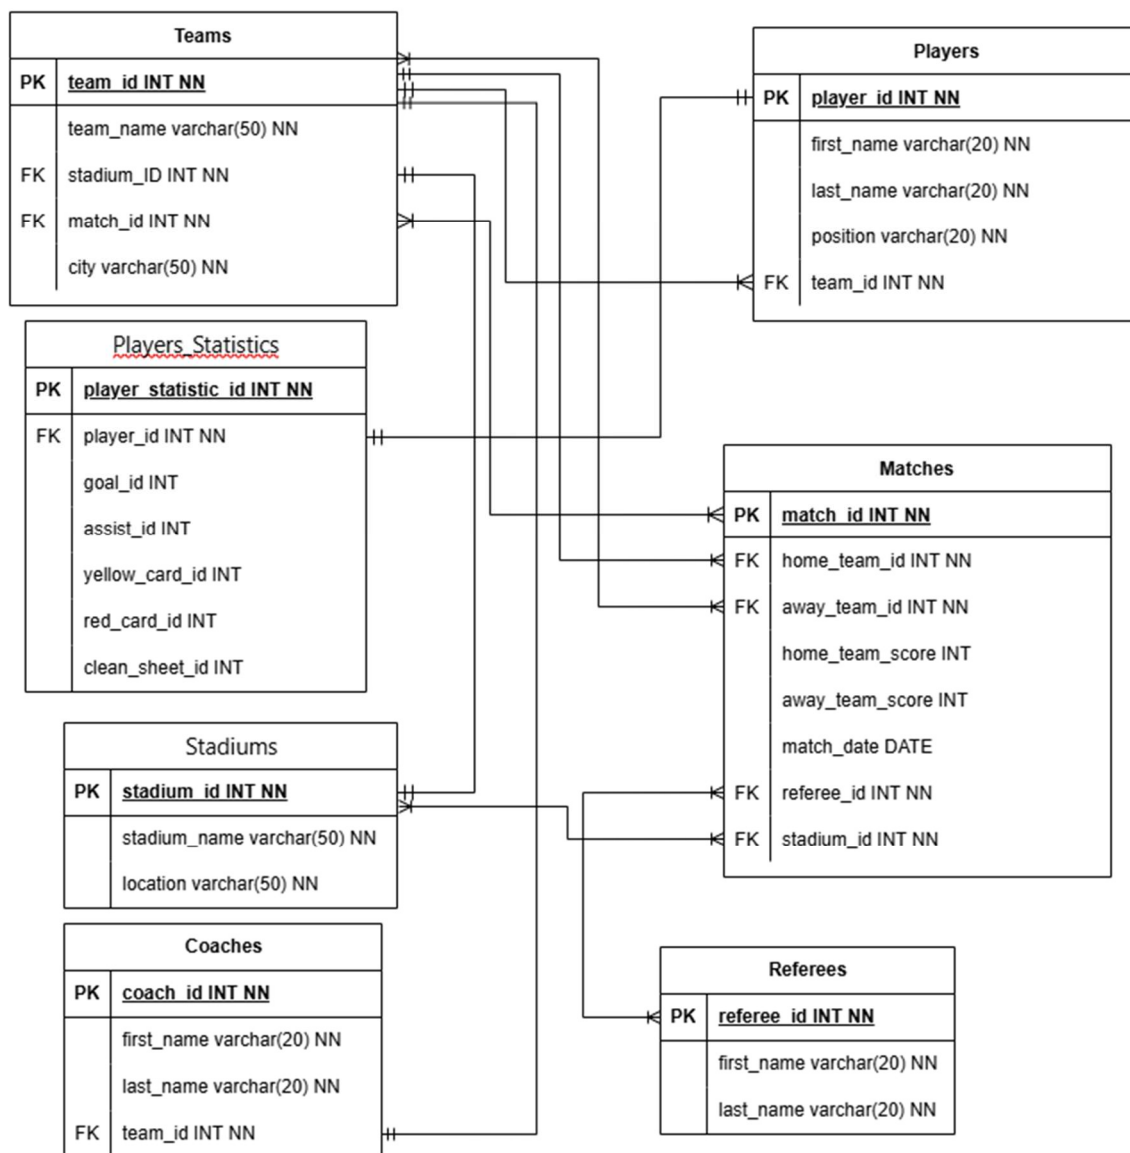 Teams
PK team_id INT NN
team_name varchar(50) NN
FK stadium_ID INT NN
FK match_id INT NN
city varchar(50) NN
Players
PK player_id INT NN
first_name varchar(20) NN
last_name varchar(20) NN
position varchar(20) NN
FK team_id INT NN
Players_Statistics
PK player_statistic_id INT NN
FK player_id INT NN
goal_id INT
assist_id INT
yellow_card_id INT
red_card_id INT
clean_sheet_id INT
Matches
PK match_id INT NN
FK home_team_id INT NN
FK away_team_id INT NN
home_team_score INT
away_team_score INT
match_date DATE
FK referee_id INT NN
FK stadium_id INT NN
Stadiums
PK stadium_id INT NN
stadium_name varchar(50) NN
location varchar(50) NN
Coaches
PK coach_id INT NN
first_name varchar(20) NN
last_name varchar(20) NN
FK team_id INT NN
Referees
PK referee_id INT NN
first_name varchar(20) NN
last_name varchar(20) NN